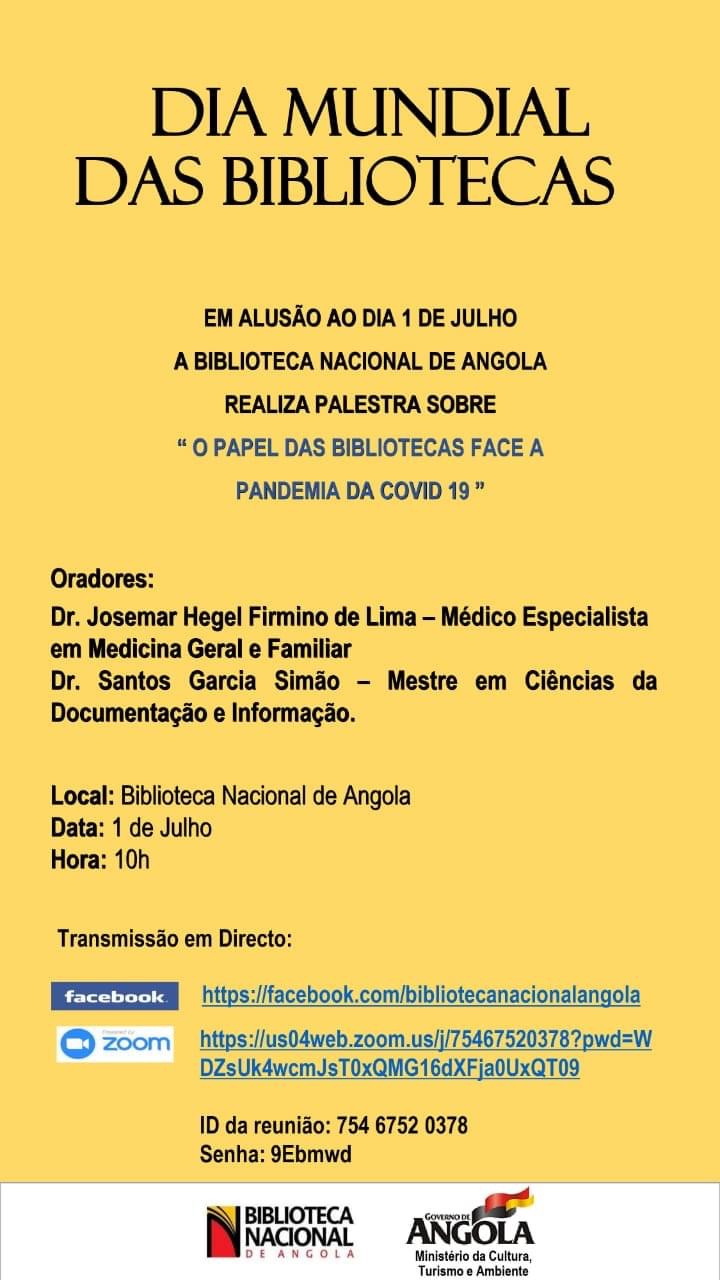 DIA MUNDIAL
DAS BIBLIOTECAS
EM ALUSÃO AO DIA 1 DE JULHO
A BIBLIOTECA NACIONAL DE ANGOLA
REALIZA PALESTRA SOBRE
“ O PAPEL DAS BIBLIOTECAS FACE A
PANDEMIA DA COVID 19 ”
Oradores:
Dr. Josemar Hegel Firmino de Lima – Médico Especialista
em Medicina Geral e Familiar
Dr. Santos Garcia Simão – Mestre em Ciências da
Documentação e Informação.
Local: Biblioteca Nacional de Angola
Data: 1 de Julho
Hora: 10h
Transmissão em Directo:
facebook
https://facebook.com/bibliotecanacionalangola
Powered by
zoom
https://us04web.zoom.us/j/75467520378?pwd=W
DZsUk4wcmJsT0xQMG16dXFja0UxQT09
ID da reunião: 754 6752 0378
Senha: 9Ebmwd
BIBLIOTECA
NACIONAL
DE ANGOLA
GOVERNO DE
ANGOLA
Ministério da Cultura,
Turismo e Ambiente